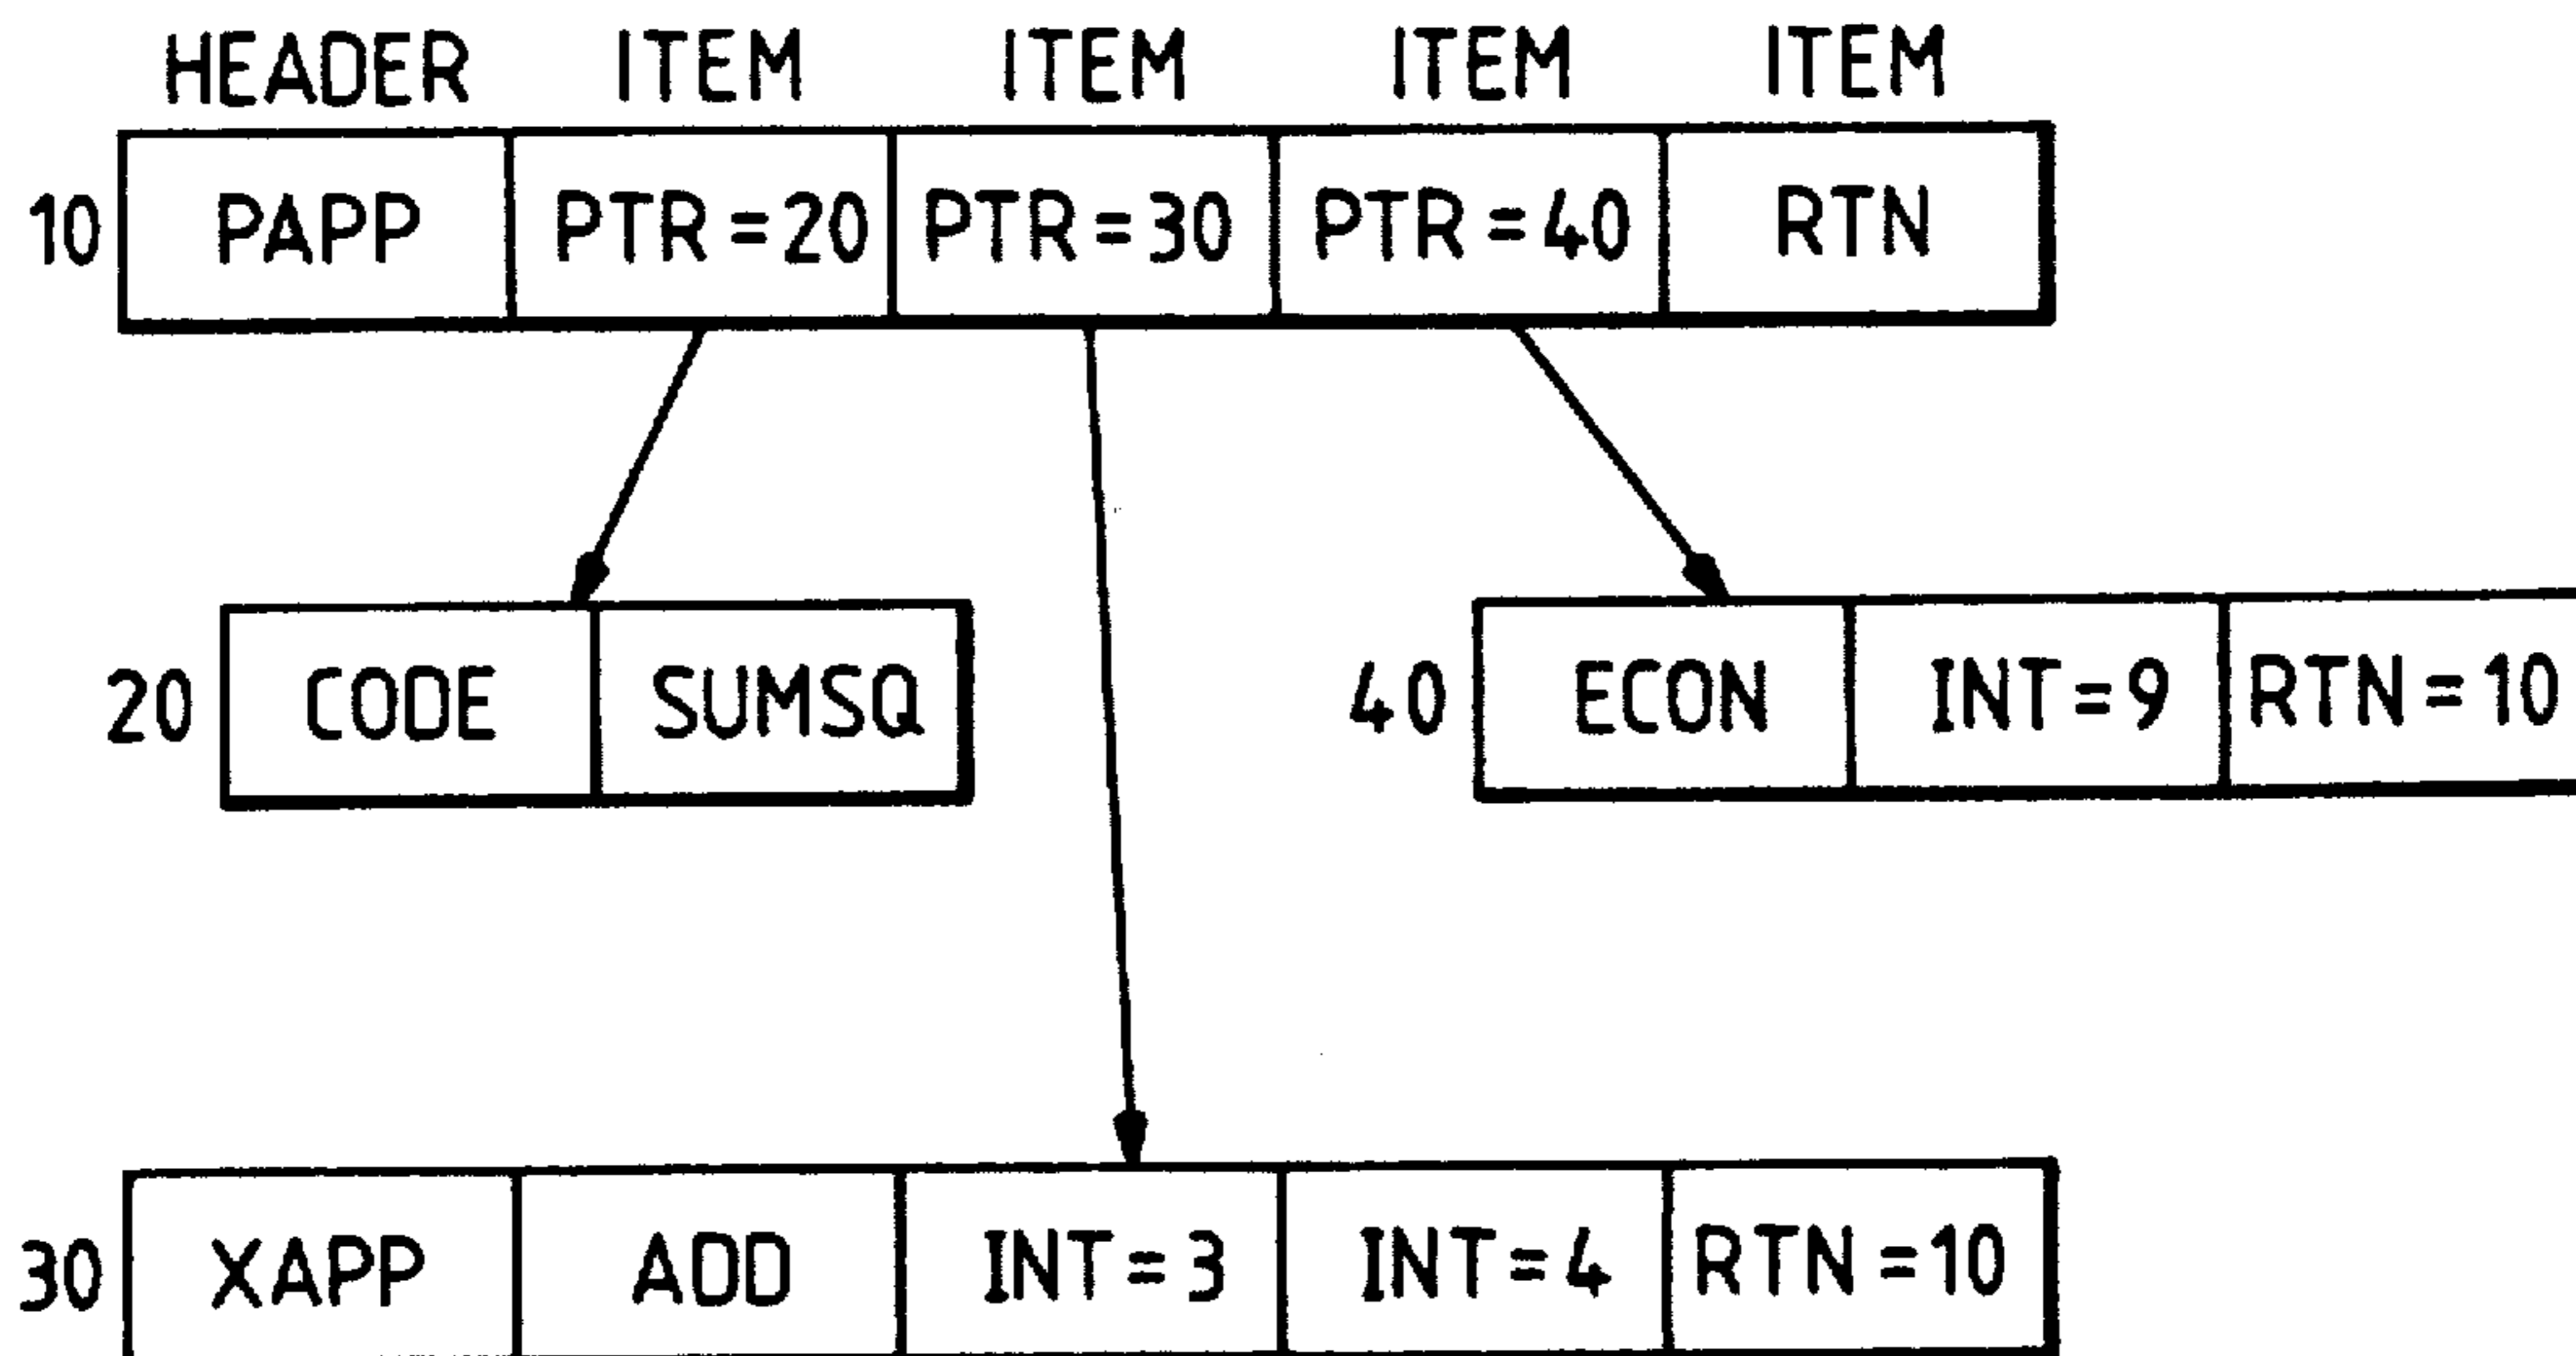 HEADER ITEM ITEM ITEM ITEM
10 PAPP PTR=20 PTR=30 PTR=40 RTN
20 CODE SUMSQ 40 ECON INT=9 RTN=10
30 XAPP ADD INT=3 INT=4 RTN=10